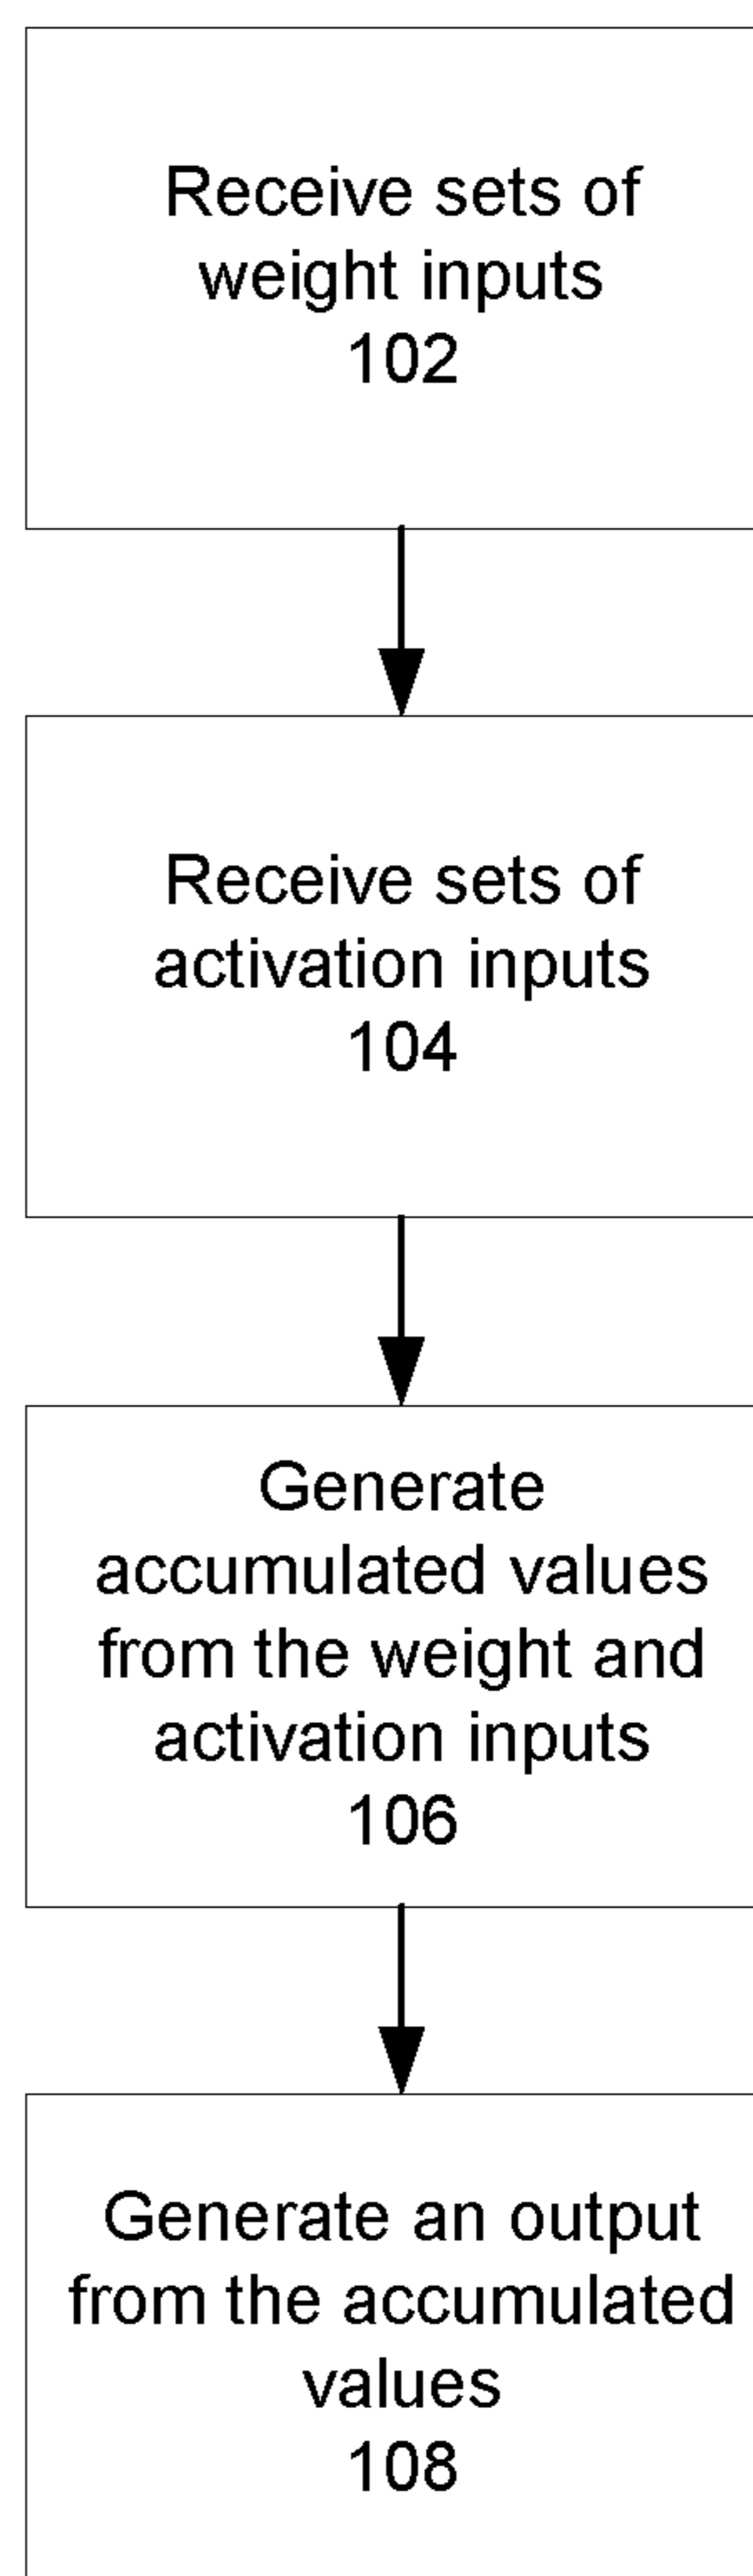 Receive sets of
weight inputs
102
Receive sets of
activation inputs
104
Generate
accumulated values
from the weight and
activation inputs
106
Generate an output
from the accumulated
values
108